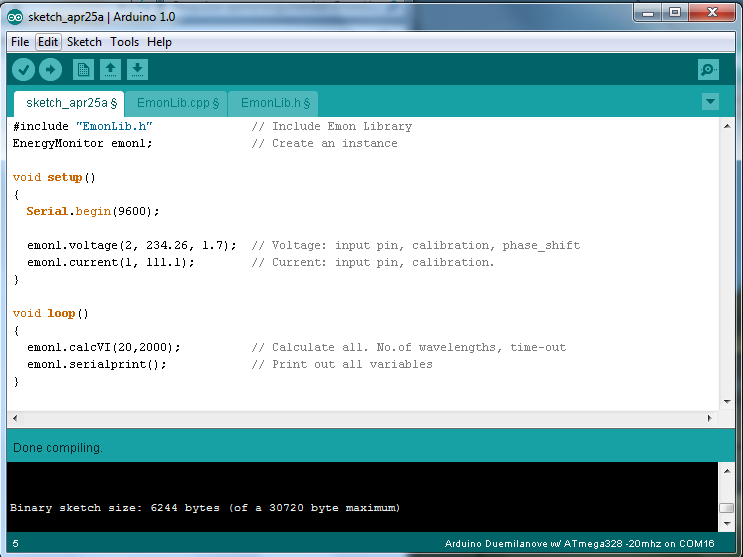 sketch_apr25a | Arduino 1.0
File Edit Sketch Tools Help
sketch_apr25a § EmonLib.cpp § EmonLib.h §
#include "EmonLib.h" // Include Emon Library
EnergyMonitor emon1; // Create an instance
void setup()
{
Serial.begin(9600);
emon1.voltage(2, 234.26, 1.7); // Voltage: input pin, calibration, phase_shift
emon1.current(1, 111.1); // Current: input pin, calibration.
}
void loop()
{
emon1.calcVI(20,2000); // Calculate all. No.of wavelengths, time-out
emon1.serialprint(); // Print out all variables
}
Done compiling.
Binary sketch size: 6244 bytes (of a 30720 byte maximum)
5 Arduino Duemilanove w/ ATmega328 -20mhz on COM16